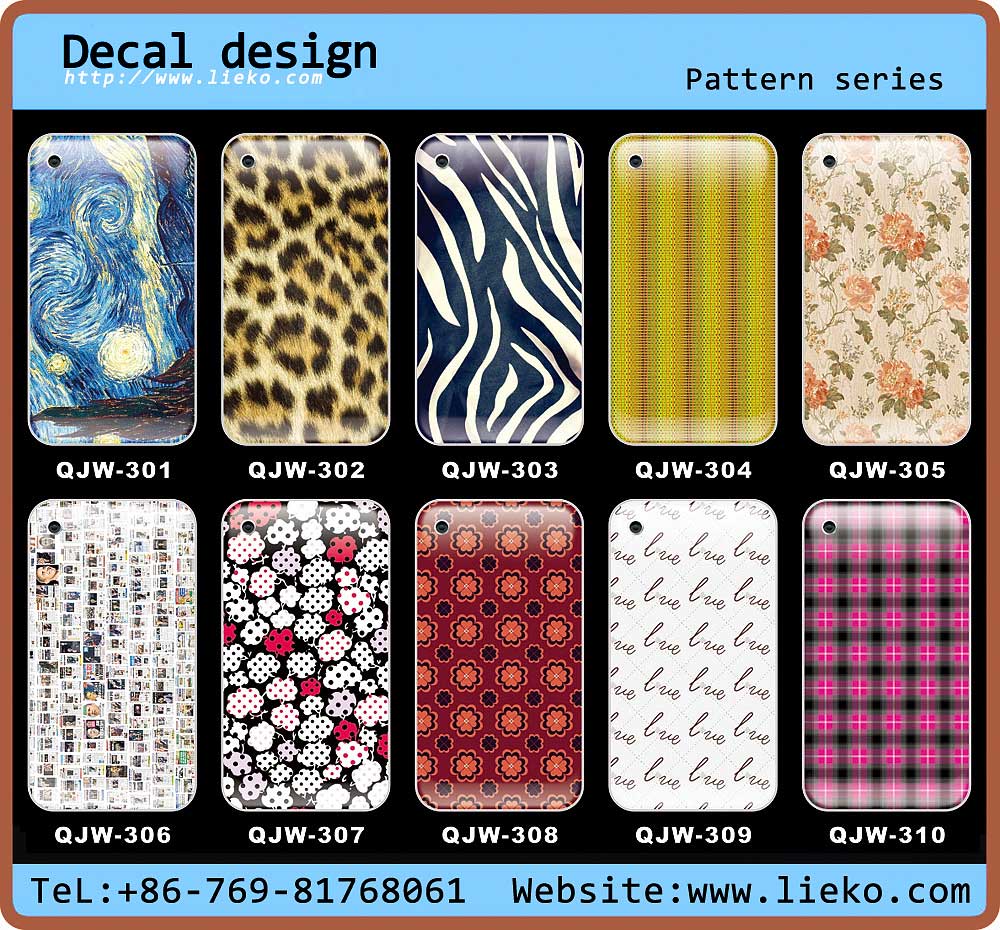 Decal design
http://www.lieko.com
Pattern series
QJW-301 QJW-302 QJW-303 QJW-304 QJW-305
QJW-306 QJW-307 QJW-308 QJW-309 QJW-310
TeL:+86-769-81768061 Website:www.lieko.com